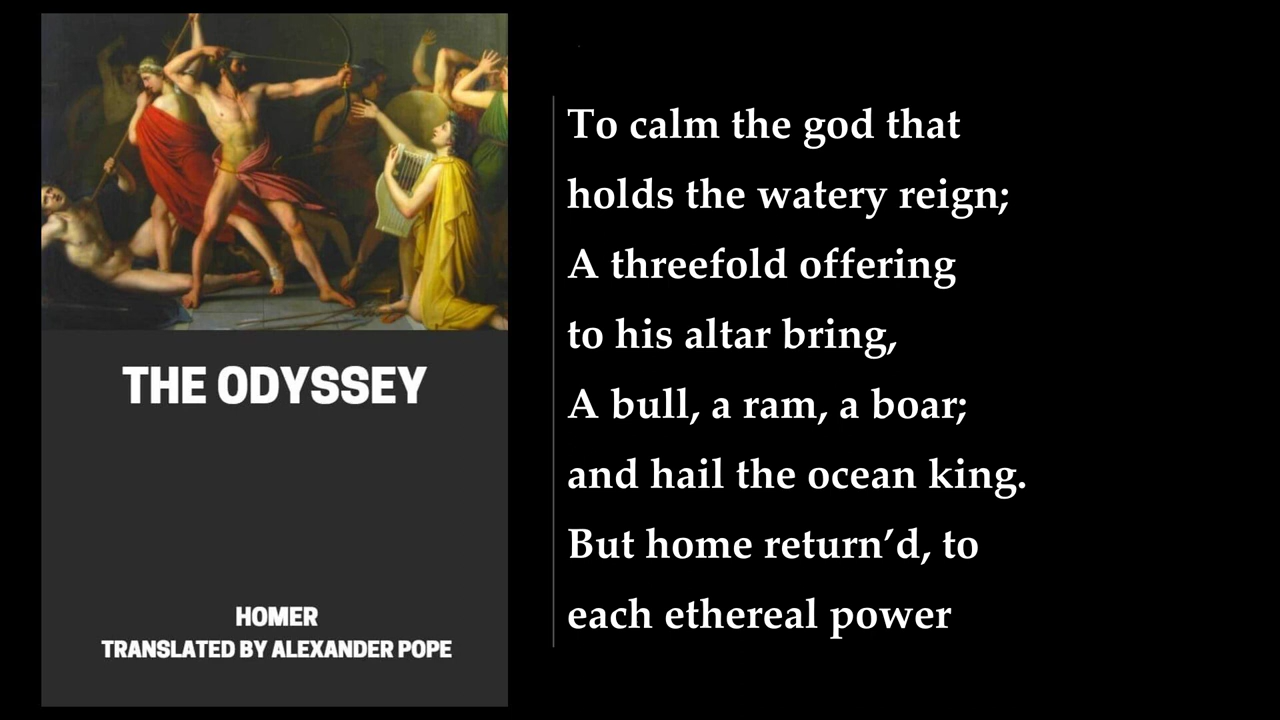 THE ODYSSEY
HOMER
TRANSLATED BY ALEXANDER POPE
To calm the god that
holds the watery reign;
A threefold offering
to his altar bring,
A bull, a ram, a boar;
and hail the ocean king.
But home return’d, to
each ethereal power